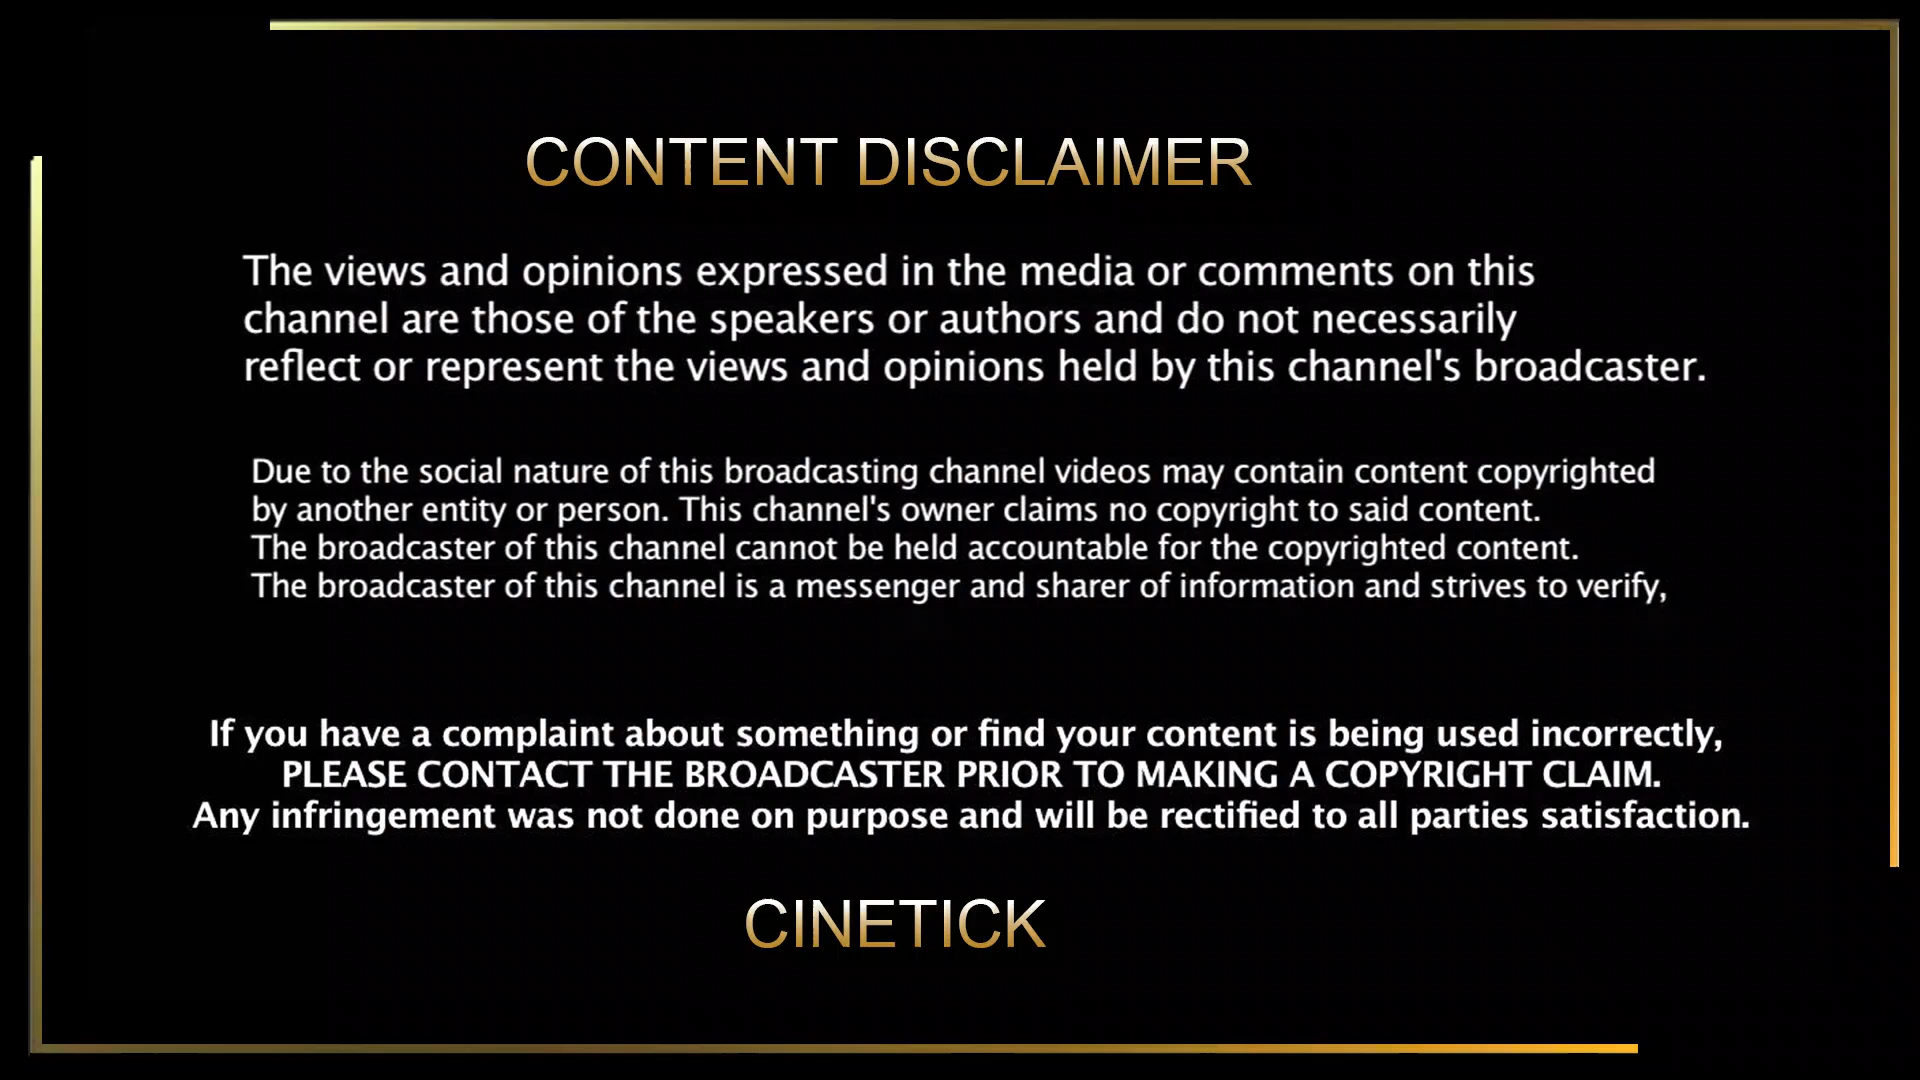 CONTENT DISCLAIMER
The views and opinions expressed in the media or comments on this
channel are those of the speakers or authors and do not necessarily
reflect or represent the views and opinions held by this channel's broadcaster.
Due to the social nature of this broadcasting channel videos may contain content copyrighted
by another entity or person. This channel's owner claims no copyright to said content.
The broadcaster of this channel cannot be held accountable for the copyrighted content.
The broadcaster of this channel is a messenger and sharer of information and strives to verify,
If you have a complaint about something or find your content is being used incorrectly,
PLEASE CONTACT THE BROADCASTER PRIOR TO MAKING A COPYRIGHT CLAIM.
Any infringement was not done on purpose and will be rectified to all parties satisfaction.
CINETICK